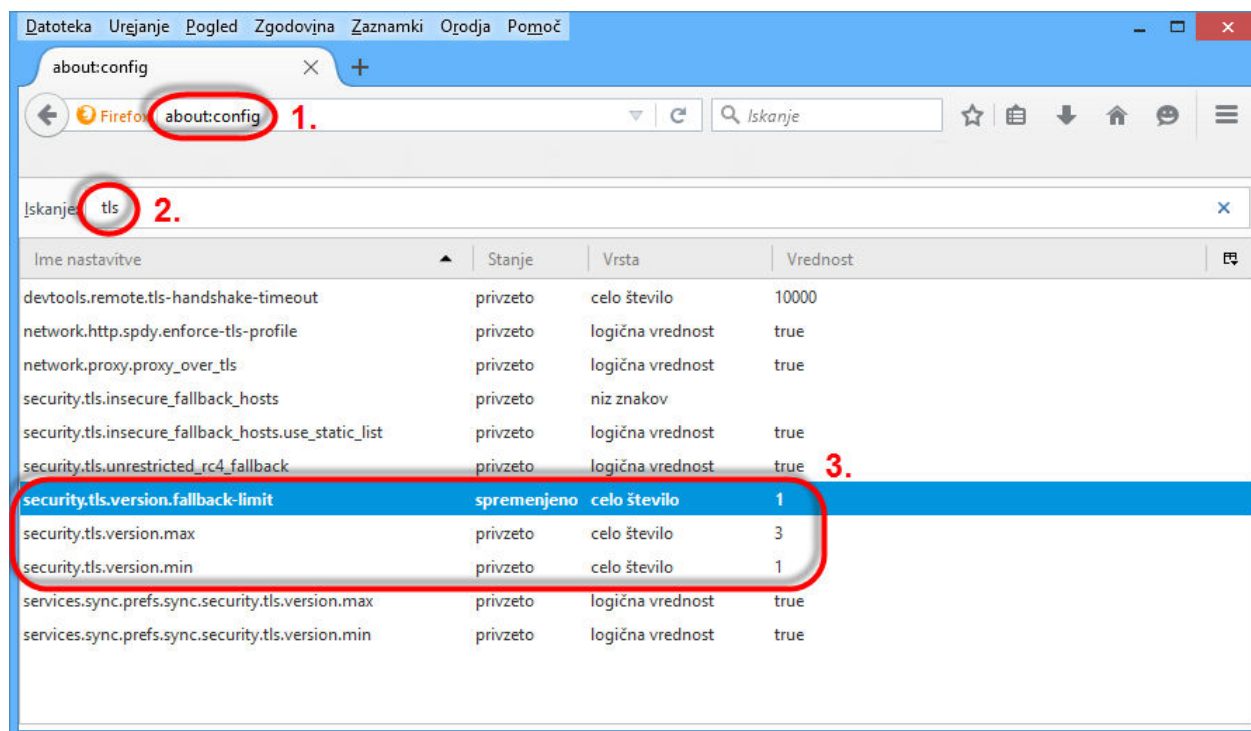 Datoteka Urejanje Pogled Zgodovina Zaznamki Orodja Pomoč
about:config
Firefox about:config 1. Iskanje
Iskanje: tls 2.
Ime nastavitve Stanje Vrsta Vrednost
devtools.remote.tls-handshake-timeout privzeto celo število 10000
network.http.spdy.enforce-tls-profile privzeto logična vrednost true
network.proxy.proxy_over_tls privzeto logična vrednost true
security.tls.insecure_fallback_hosts privzeto niz znakov
security.tls.insecure_fallback_hosts.use_static_list privzeto logična vrednost true
security.tls.unrestricted_rc4_fallback privzeto logična vrednost true 3.
security.tls.version.fallback-limit spremenjeno celo število 1
security.tls.version.max privzeto celo število 3
security.tls.version.min privzeto celo število 1
services.sync.prefs.sync.security.tls.version.max privzeto logična vrednost true
services.sync.prefs.sync.security.tls.version.min privzeto logična vrednost true